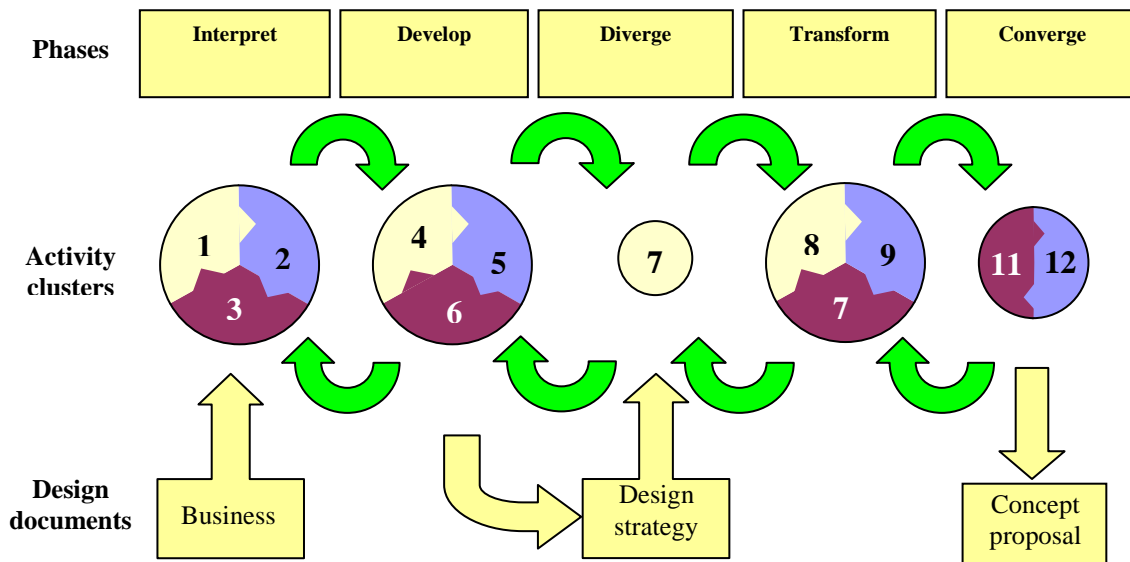 Phases
Interpret
Develop
Diverge
Transform
Converge
Activity
clusters
1
2
3
4
5
6
7
8
9
7
11
12
Design
documents
Business
Design
strategy
Concept
proposal